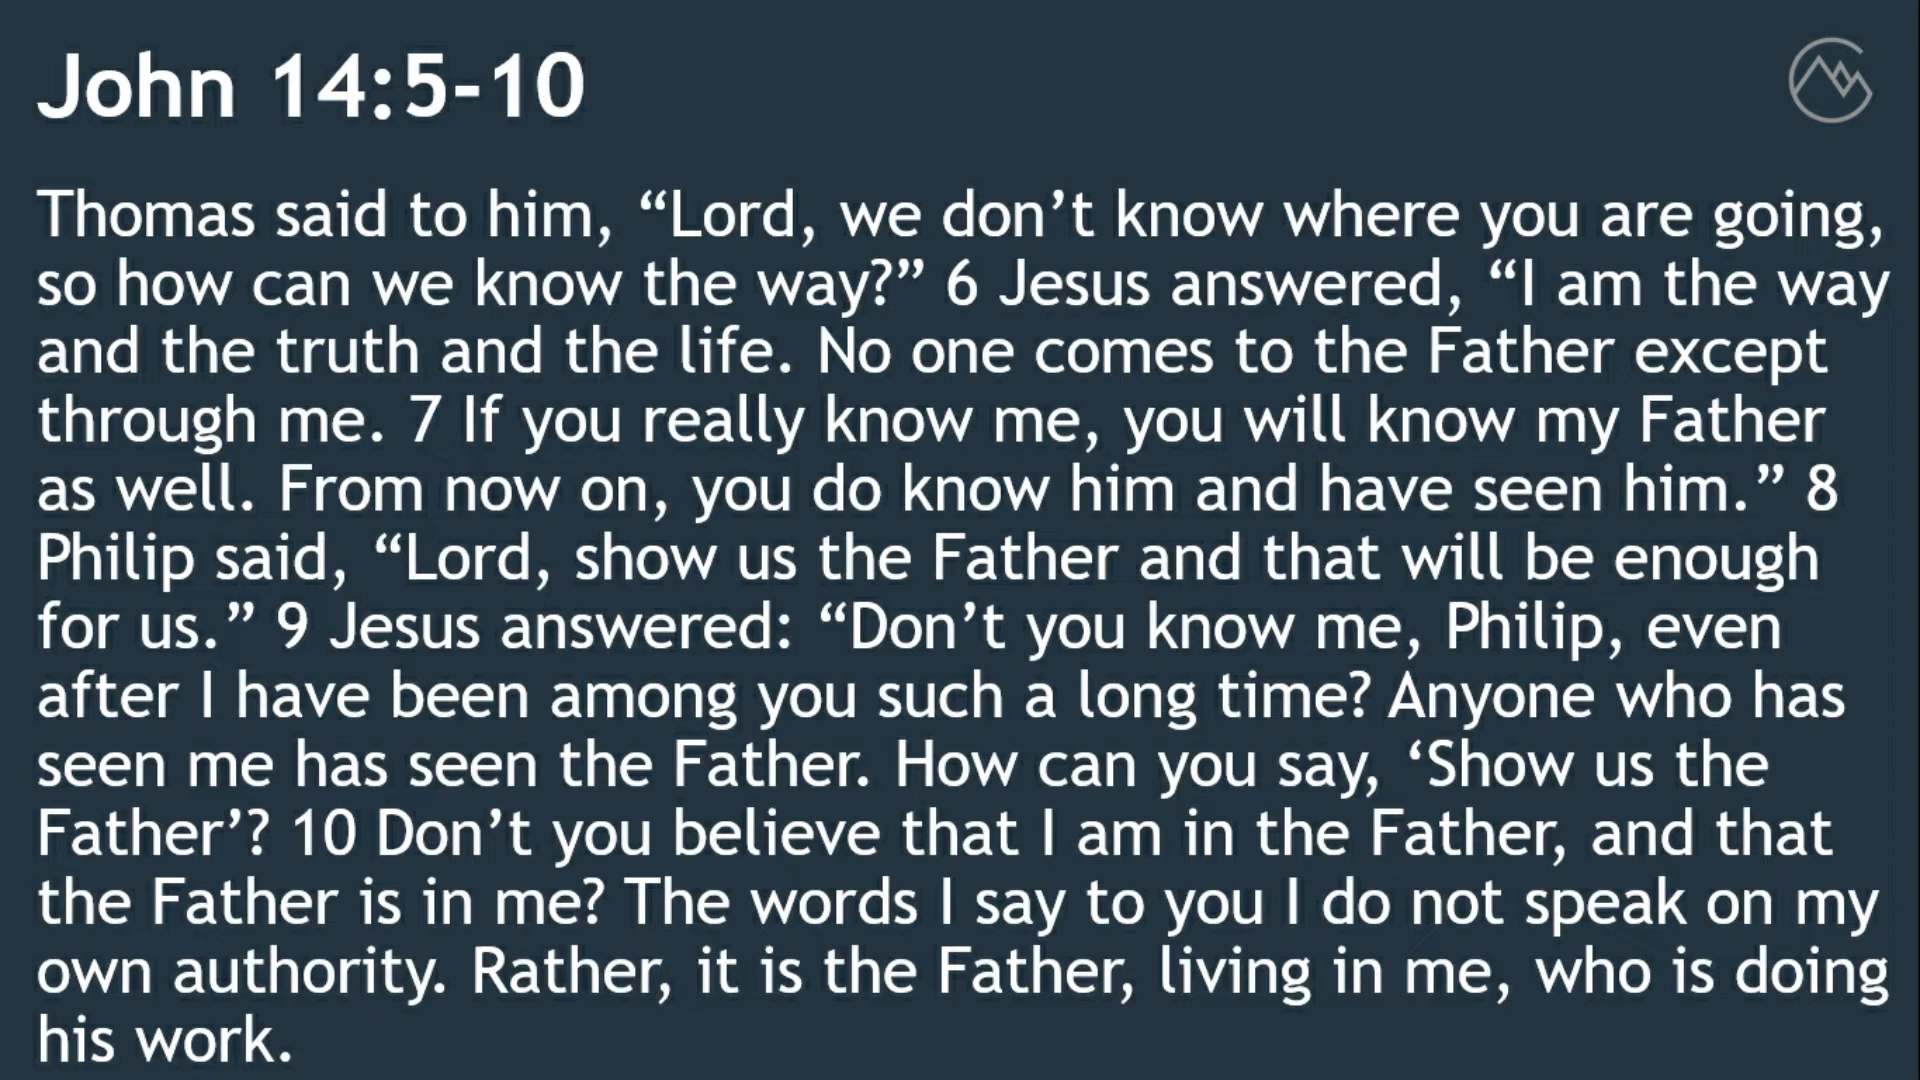 John 14:5-10
Thomas said to him, “Lord, we don’t know where you are going,
so how can we know the way?” 6 Jesus answered, “I am the way
and the truth and the life. No one comes to the Father except
through me. 7 If you really know me, you will know my Father
as well. From now on, you do know him and have seen him.” 8
Philip said, “Lord, show us the Father and that will be enough
for us.” 9 Jesus answered: “Don’t you know me, Philip, even
after I have been among you such a long time? Anyone who has
seen me has seen the Father. How can you say, ‘Show us the
Father’? 10 Don’t you believe that I am in the Father, and that
the Father is in me? The words I say to you I do not speak on my
own authority. Rather, it is the Father, living in me, who is doing
his work.